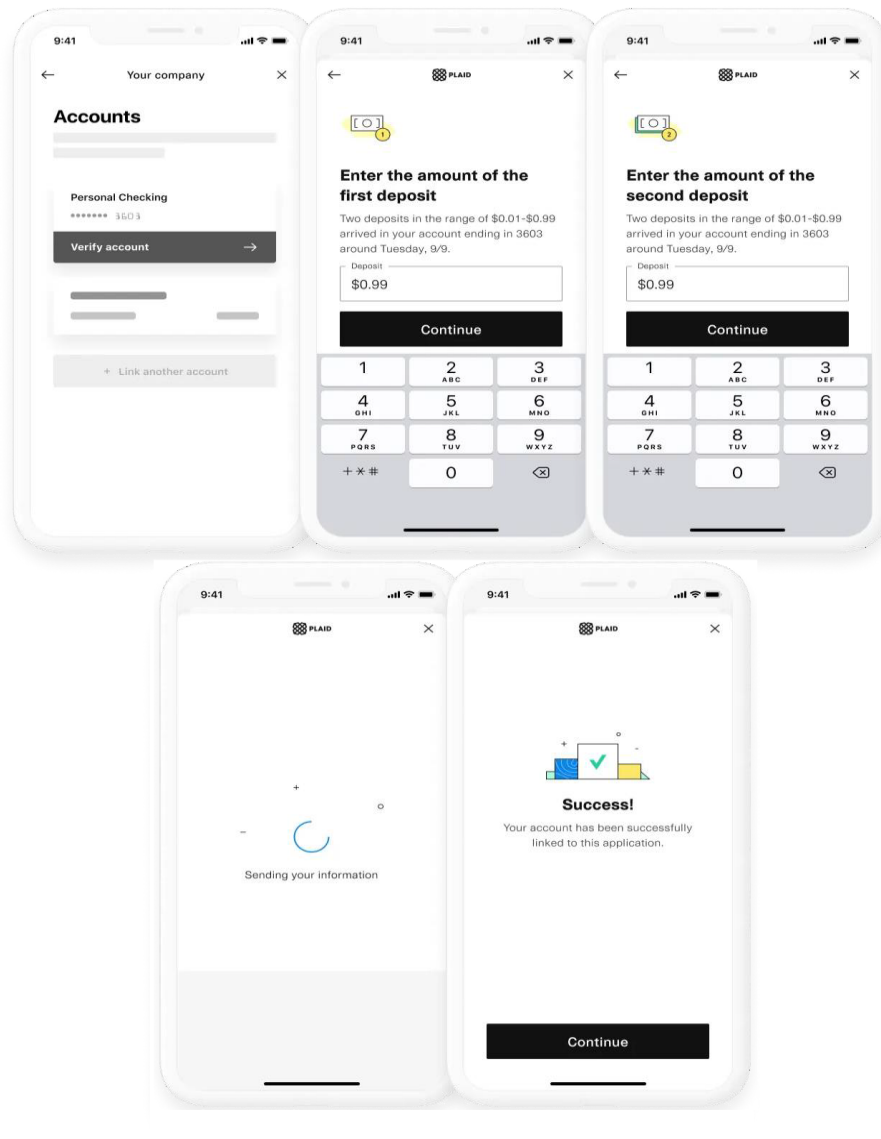 9:41
Your company
Accounts
Personal Checking
••••••• 3603
Verify account
+ Link another account
9:41
PLAID
1
Enter the amount of the
first deposit
Two deposits in the range of $0.01-$0.99
arrived in your account ending in 3603
around Tuesday, 9/9.
Deposit
$0.99
Continue
1
2
ABC
3
DEF
4
GHI
5
JKL
6
MNO
7
PQRS
8
TUV
9
WXYZ
+*#
0
9:41
PLAID
2
Enter the amount of the
second deposit
Two deposits in the range of $0.01-$0.99
arrived in your account ending in 3603
around Tuesday, 9/9.
Deposit
$0.99
Continue
1
2
ABC
3
DEF
4
GHI
5
JKL
6
MNO
7
PQRS
8
TUV
9
WXYZ
+*#
0
9:41
PLAID
Sending your information
9:41
PLAID
Success!
Your account has been successfully
linked to this application.
Continue